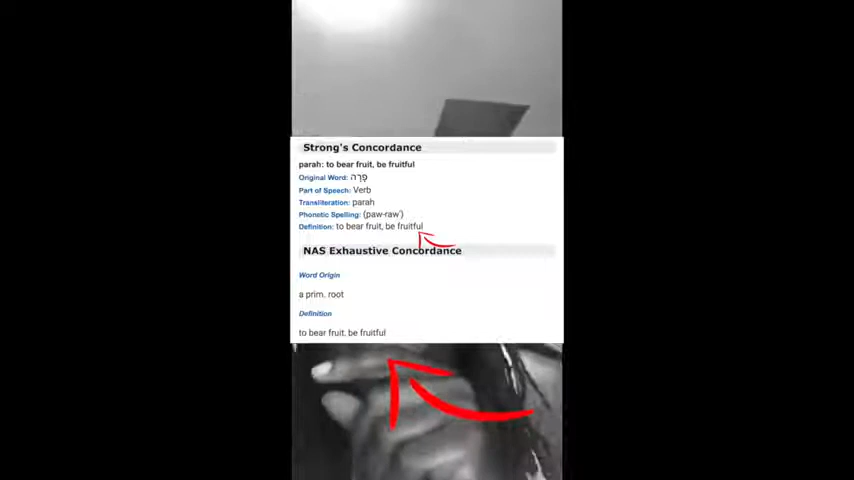 Strong's Concordance
parah: to bear fruit, be fruitful
Original Word: פָּרָה
Part of Speech: Verb
Transliteration: parah
Phonetic Spelling: (paw-raw')
Definition: to bear fruit, be fruitful
NAS Exhaustive Concordance
Word Origin
a prim. root
Definition
to bear fruit, be fruitful